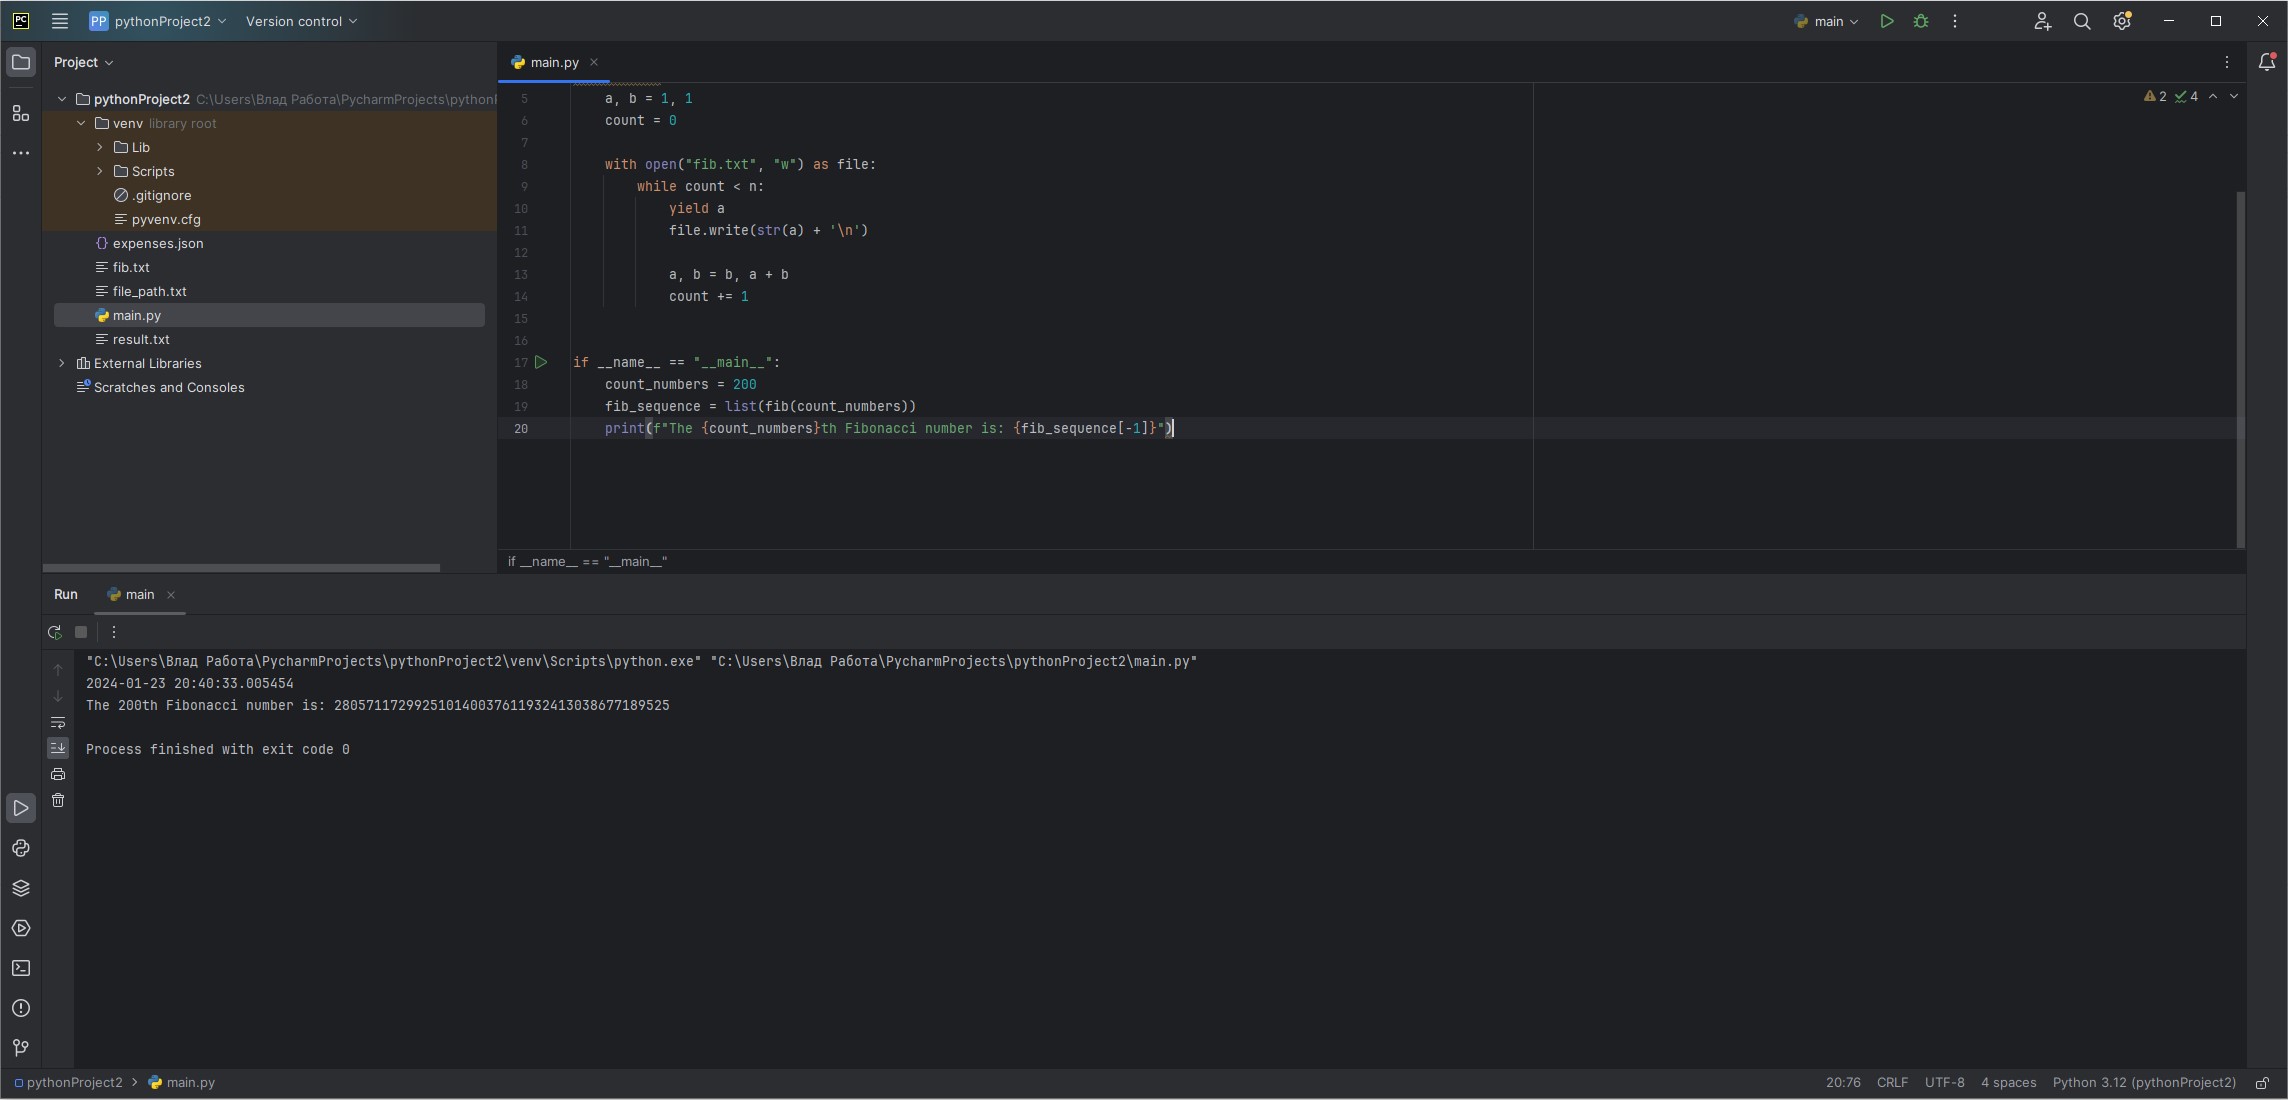 PC PP pythonProject2 Version control main
Project
main.py
pythonProject2 C:\Users\Влад Работа\PycharmProjects\python
venv library root
Lib
Scripts
.gitignore
pyvenv.cfg
expenses.json
fib.txt
file_path.txt
main.py
result.txt
External Libraries
Scratches and Consoles
2 4
5 a, b = 1, 1
6 count = 0
7
8 with open("fib.txt", "w") as file:
9 while count < n:
10 yield a
11 file.write(str(a) + '\n')
12
13 a, b = b, a + b
14 count += 1
15
16
17 if __name__ == "__main__":
18 count_numbers = 200
19 fib_sequence = list(fib(count_numbers))
20 print(f"The {count_numbers}th Fibonacci number is: {fib_sequence[-1]}")
if __name__ == "__main__"
Run main
"C:\Users\Влад Работа\PycharmProjects\pythonProject2\venv\Scripts\python.exe" "C:\Users\Влад Работа\PycharmProjects\pythonProject2\main.py"
2024-01-23 20:40:33.005454
The 200th Fibonacci number is: 280571172992510140037611932413038677189525
Process finished with exit code 0
pythonProject2 main.py
20:76 CRLF UTF-8 4 spaces Python 3.12 (pythonProject2)